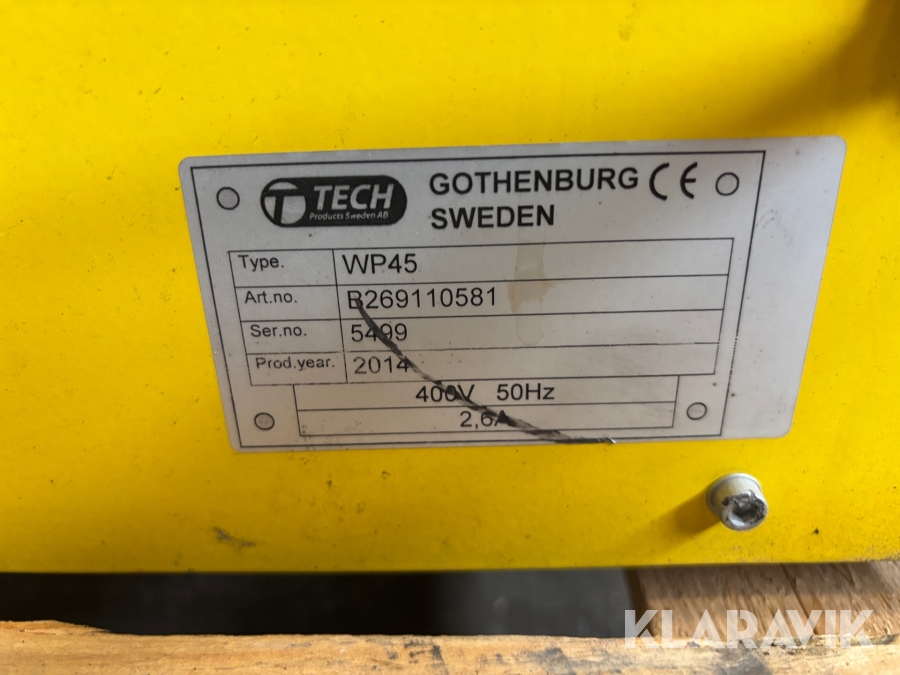 TECH
Products Sweden AB
GOTHENBURG
SWEDEN
CE
Type. WP45
Art.no. B269110581
Ser.no. 5499
Prod.year. 2014
400V 50Hz
2,6A
KLARAVIK